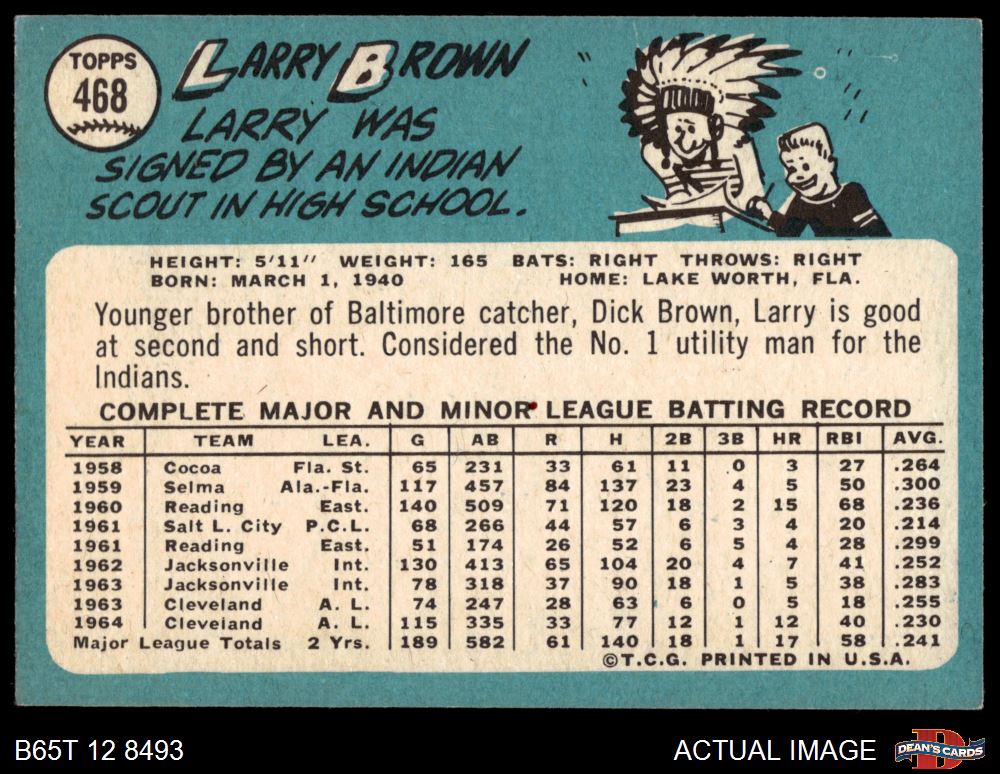 TOPPS
468
LARRY BROWN
LARRY WAS
SIGNED BY AN INDIAN
SCOUT IN HIGH SCHOOL.
HEIGHT: 5'11" WEIGHT: 165 BATS: RIGHT THROWS: RIGHT
BORN: MARCH 1, 1940 HOME: LAKE WORTH, FLA.
Younger brother of Baltimore catcher, Dick Brown, Larry is good
at second and short. Considered the No. 1 utility man for the
Indians.
COMPLETE MAJOR AND MINOR LEAGUE BATTING RECORD
YEAR TEAM LEA. G AB R H 2B 3B HR RBI AVG.
1958 Cocoa Fla. St. 65 231 33 61 11 0 3 27 .264
1959 Selma Ala.-Fla. 117 457 84 137 23 4 5 50 .300
1960 Reading East. 140 509 71 120 18 2 15 68 .236
1961 Salt L. City P.C.L. 68 266 44 57 6 3 4 20 .214
1961 Reading East. 51 174 26 52 6 5 4 28 .299
1962 Jacksonville Int. 130 413 65 104 20 4 7 41 .252
1963 Jacksonville Int. 78 318 37 90 18 1 5 38 .283
1963 Cleveland A. L. 74 247 28 63 6 0 5 18 .255
1964 Cleveland A. L. 115 335 33 77 12 1 12 40 .230
Major League Totals 2 Yrs. 189 582 61 140 18 1 17 58 .241
©T.C.G. PRINTED IN U.S.A.
B65T 12 8493 ACTUAL IMAGE DEAN'S CARDS